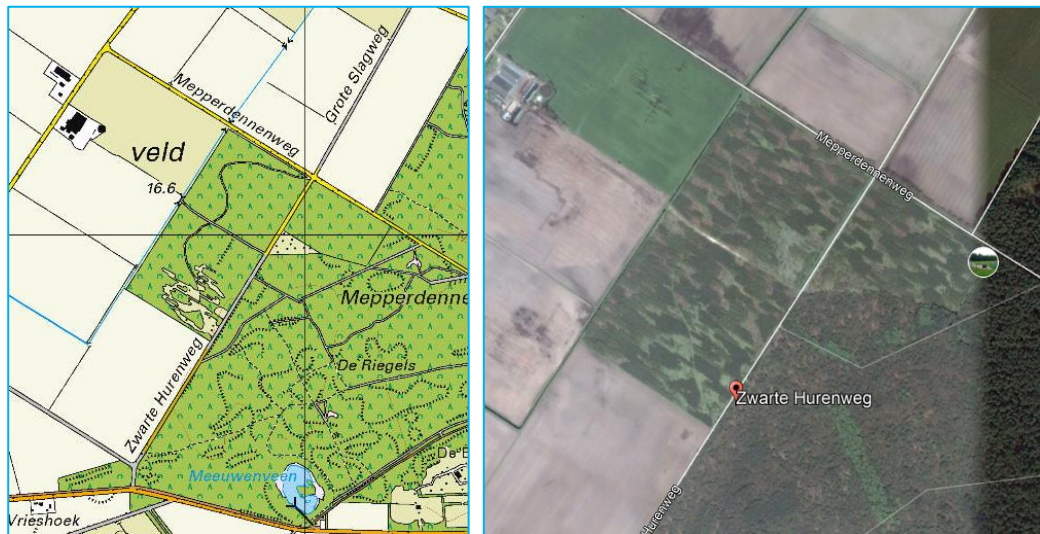 Mepperdennenweg
Grote Slagweg
veld
16.6
Mepperdenne
De Riegels
Zwarte Hurenweg
Meeuwenveen
De E
Vrieshoek
Mepperdennenweg
Zwarte Hurenweg
Hurenweg